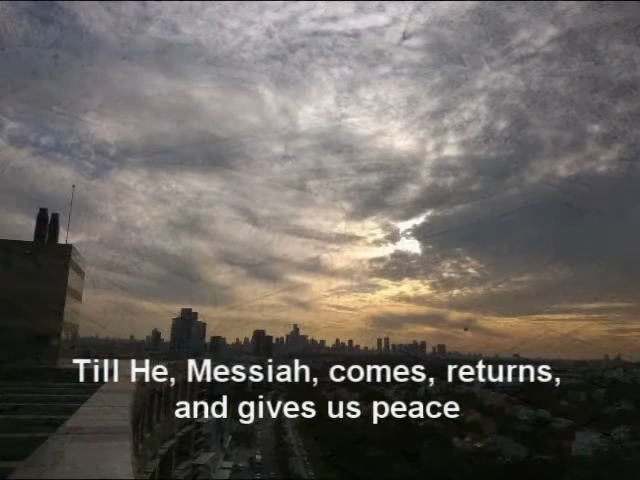 Till He, Messiah, comes, returns,
and gives us peace